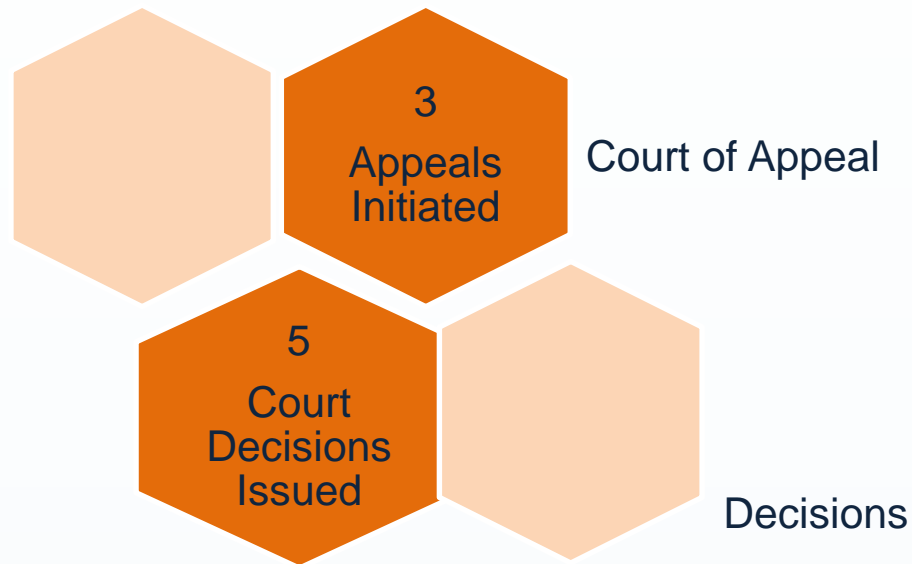 3
Appeals
Initiated
Court of Appeal
5
Court
Decisions
Issued
Decisions